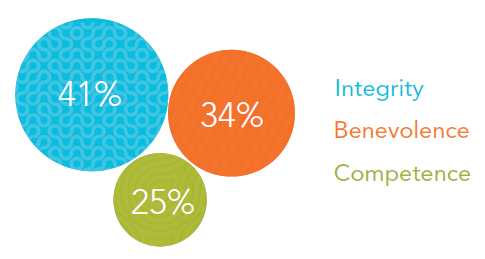 41%
34%
25%
Integrity
Benevolence
Competence